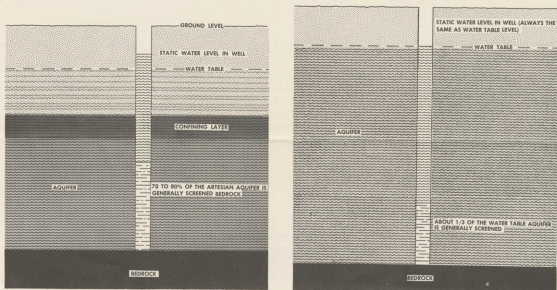 GROUND LEVEL
STATIC WATER LEVEL IN WELL
WATER TABLE
CONFINING LAYER
AQUIFER
70 TO 80% OF THE ARTESIAN AQUIFER IS
GENERALLY SCREENED BEDROCK
BEDROCK
STATIC WATER LEVEL IN WELL (ALWAYS THE
SAME AS WATER TABLE LEVEL)
WATER TABLE
AQUIFER
ABOUT 1/3 OF THE WATER TABLE AQUIFER
IS GENERALLY SCREENED
BEDROCK